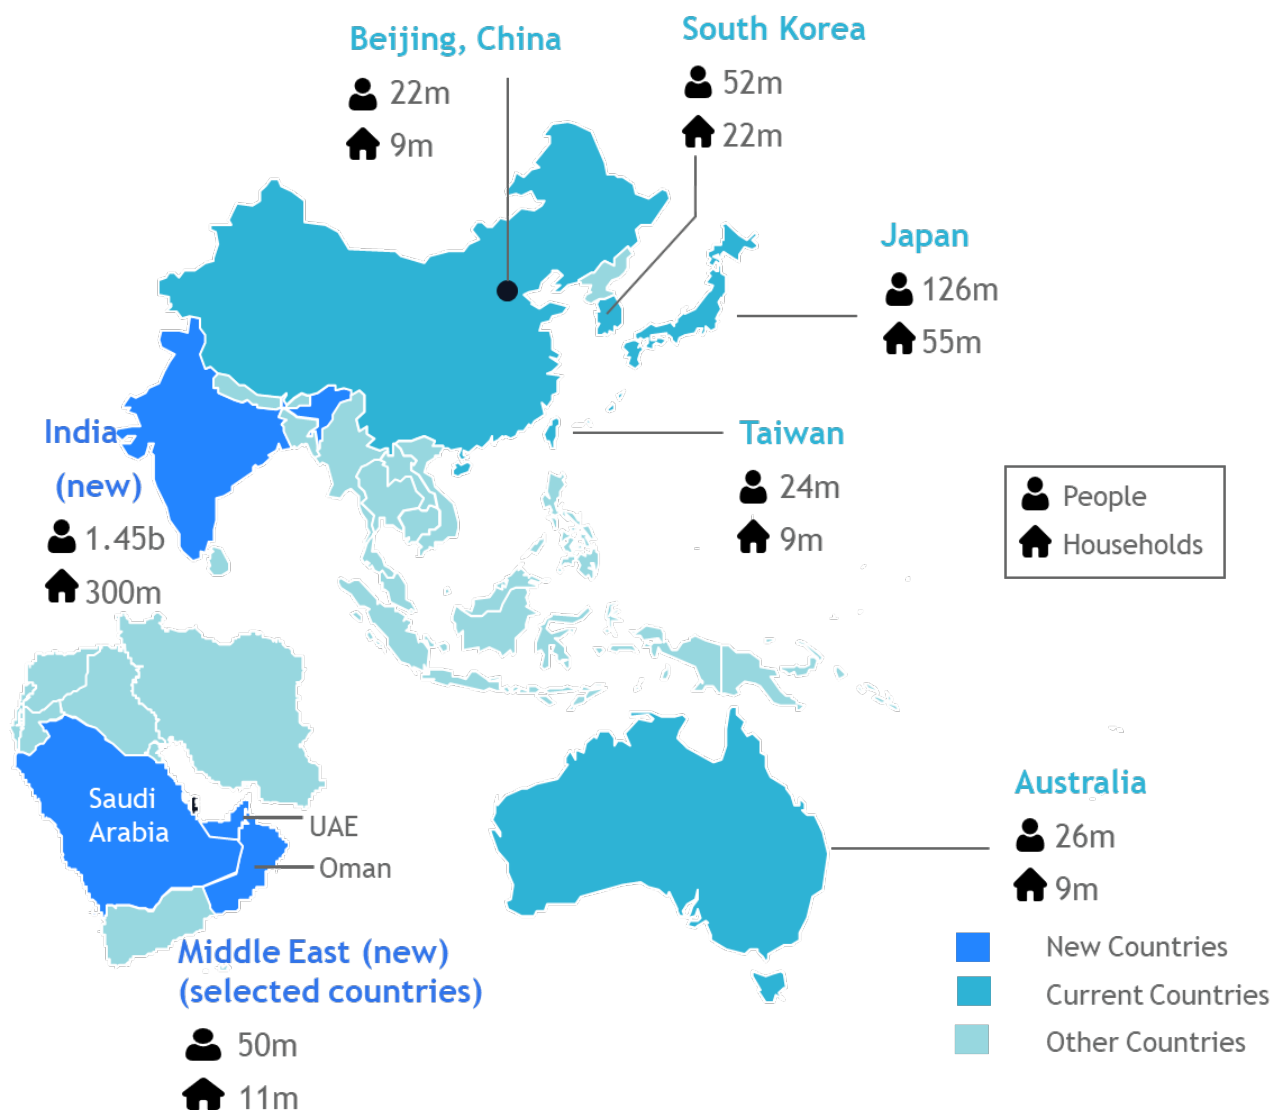 Beijing, China
22m
9m
South Korea
52m
22m
Japan
126m
55m
India
(new)
1.45b
300m
Taiwan
24m
9m
People
Households
Saudi
Arabia
UAE
Oman
Middle East (new)
(selected countries)
50m
11m
Australia
26m
9m
New Countries
Current Countries
Other Countries